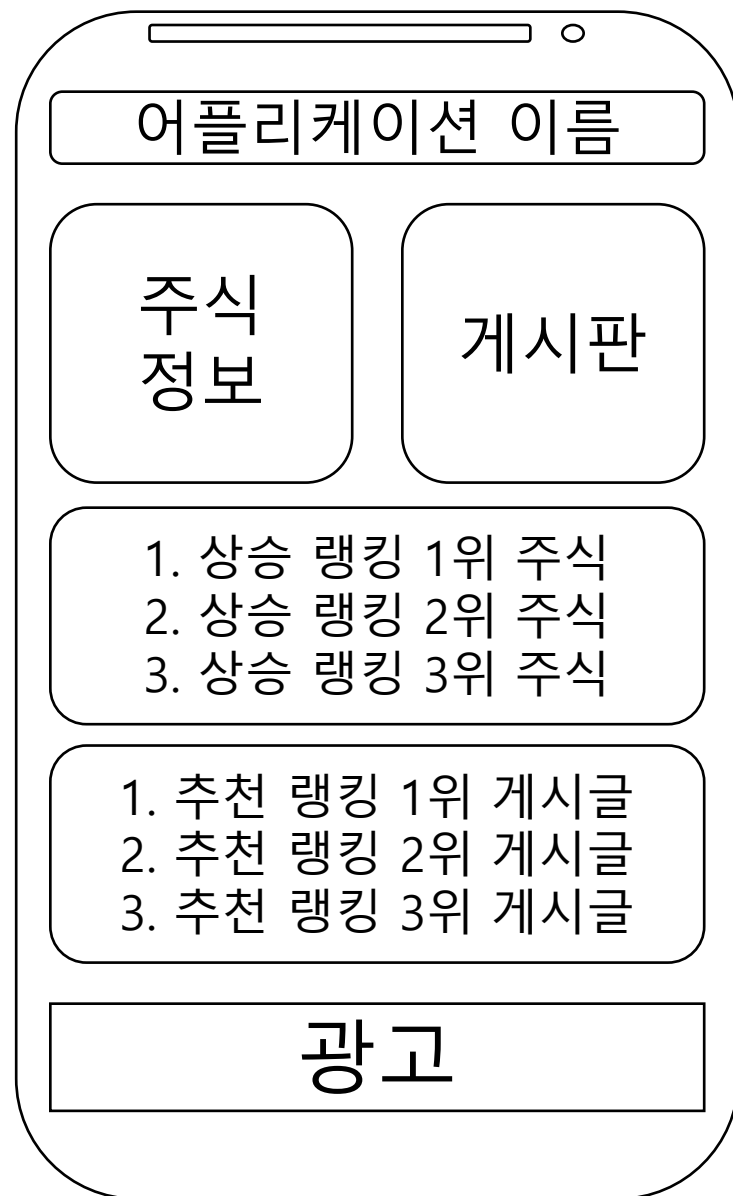 어플리케이션 이름
주식
정보
게시판
1. 상승 랭킹 1위 주식
2. 상승 랭킹 2위 주식
3. 상승 랭킹 3위 주식
1. 추천 랭킹 1위 게시글
2. 추천 랭킹 2위 게시글
3. 추천 랭킹 3위 게시글
광고